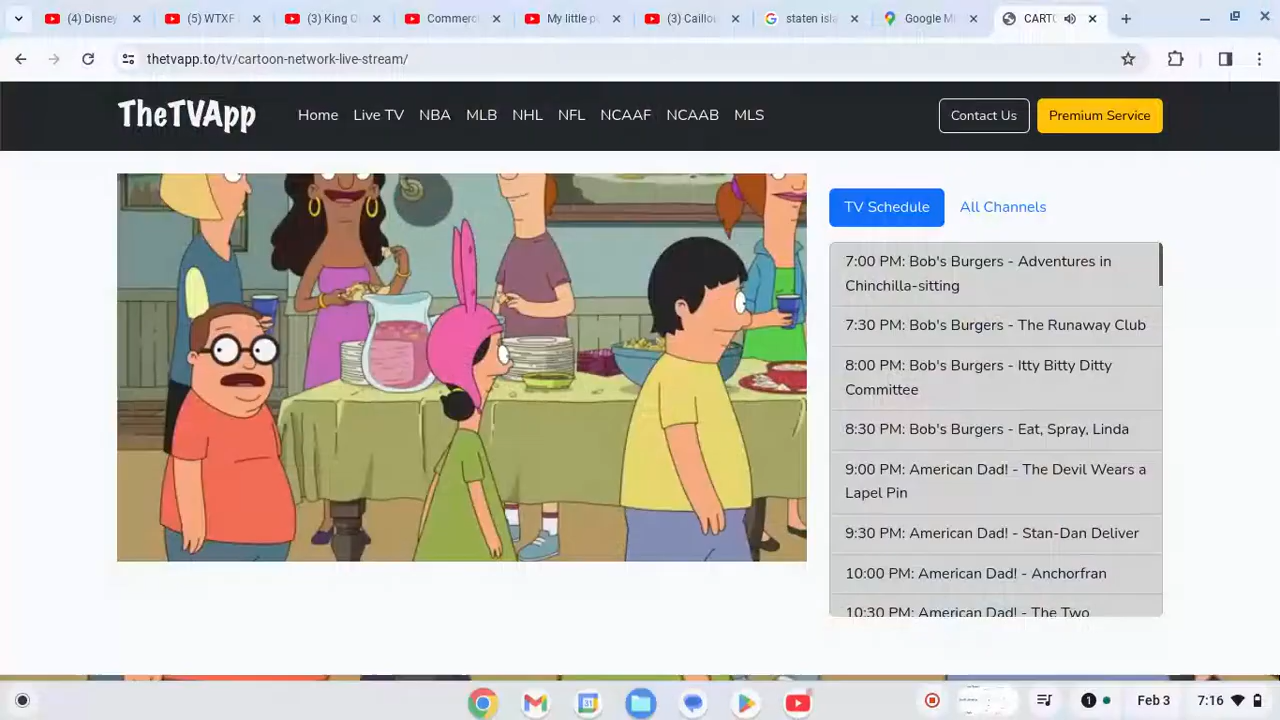 (4) Disney
(5) WTXF
(3) King O
Commerc
My little p
(3) Caillou
staten isla
Google M
CARTO
thetvapp.to/tv/cartoon-network-live-stream/
TheTVApp
Home
Live TV
NBA
MLB
NHL
NFL
NCAAF
NCAAB
MLS
Contact Us
Premium Service
TV Schedule
All Channels
7:00 PM: Bob's Burgers - Adventures in
Chinchilla-sitting
7:30 PM: Bob's Burgers - The Runaway Club
8:00 PM: Bob's Burgers - Itty Bitty Ditty
Committee
8:30 PM: Bob's Burgers - Eat, Spray, Linda
9:00 PM: American Dad! - The Devil Wears a
Lapel Pin
9:30 PM: American Dad! - Stan-Dan Deliver
10:00 PM: American Dad! - Anchorfran
10:30 PM: American Dad! - The Two
31
1
Feb 3
7:16